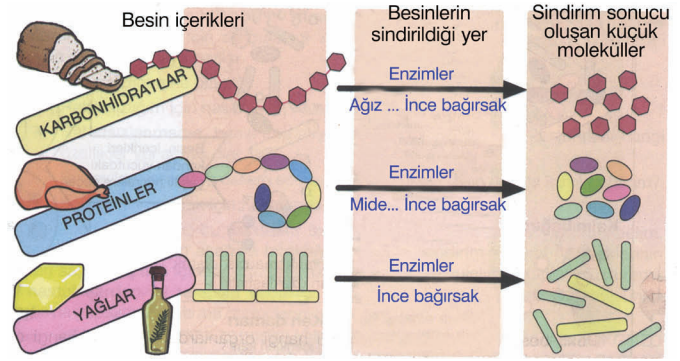 Besin içerikleri
Besinlerin
sindirildiği yer
Sindirim sonucu
oluşan küçük
moleküller
KARBONHİDRATLAR
Enzimler
Ağız ... İnce bağırsak
PROTEİNLER
Enzimler
Mide... İnce bağırsak
YAĞLAR
Enzimler
İnce bağırsak